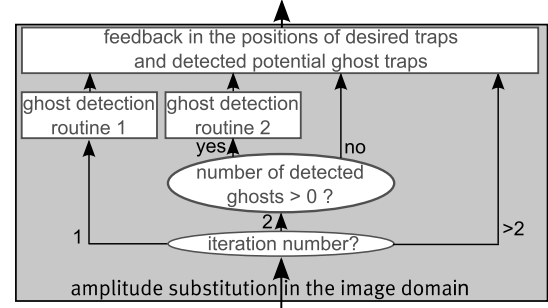 feedback in the positions of desired traps
and detected potential ghost traps
ghost detection
routine 1
ghost detection
routine 2
yes
no
number of detected
ghosts > 0 ?
1
2
>2
iteration number?
amplitude substitution in the image domain